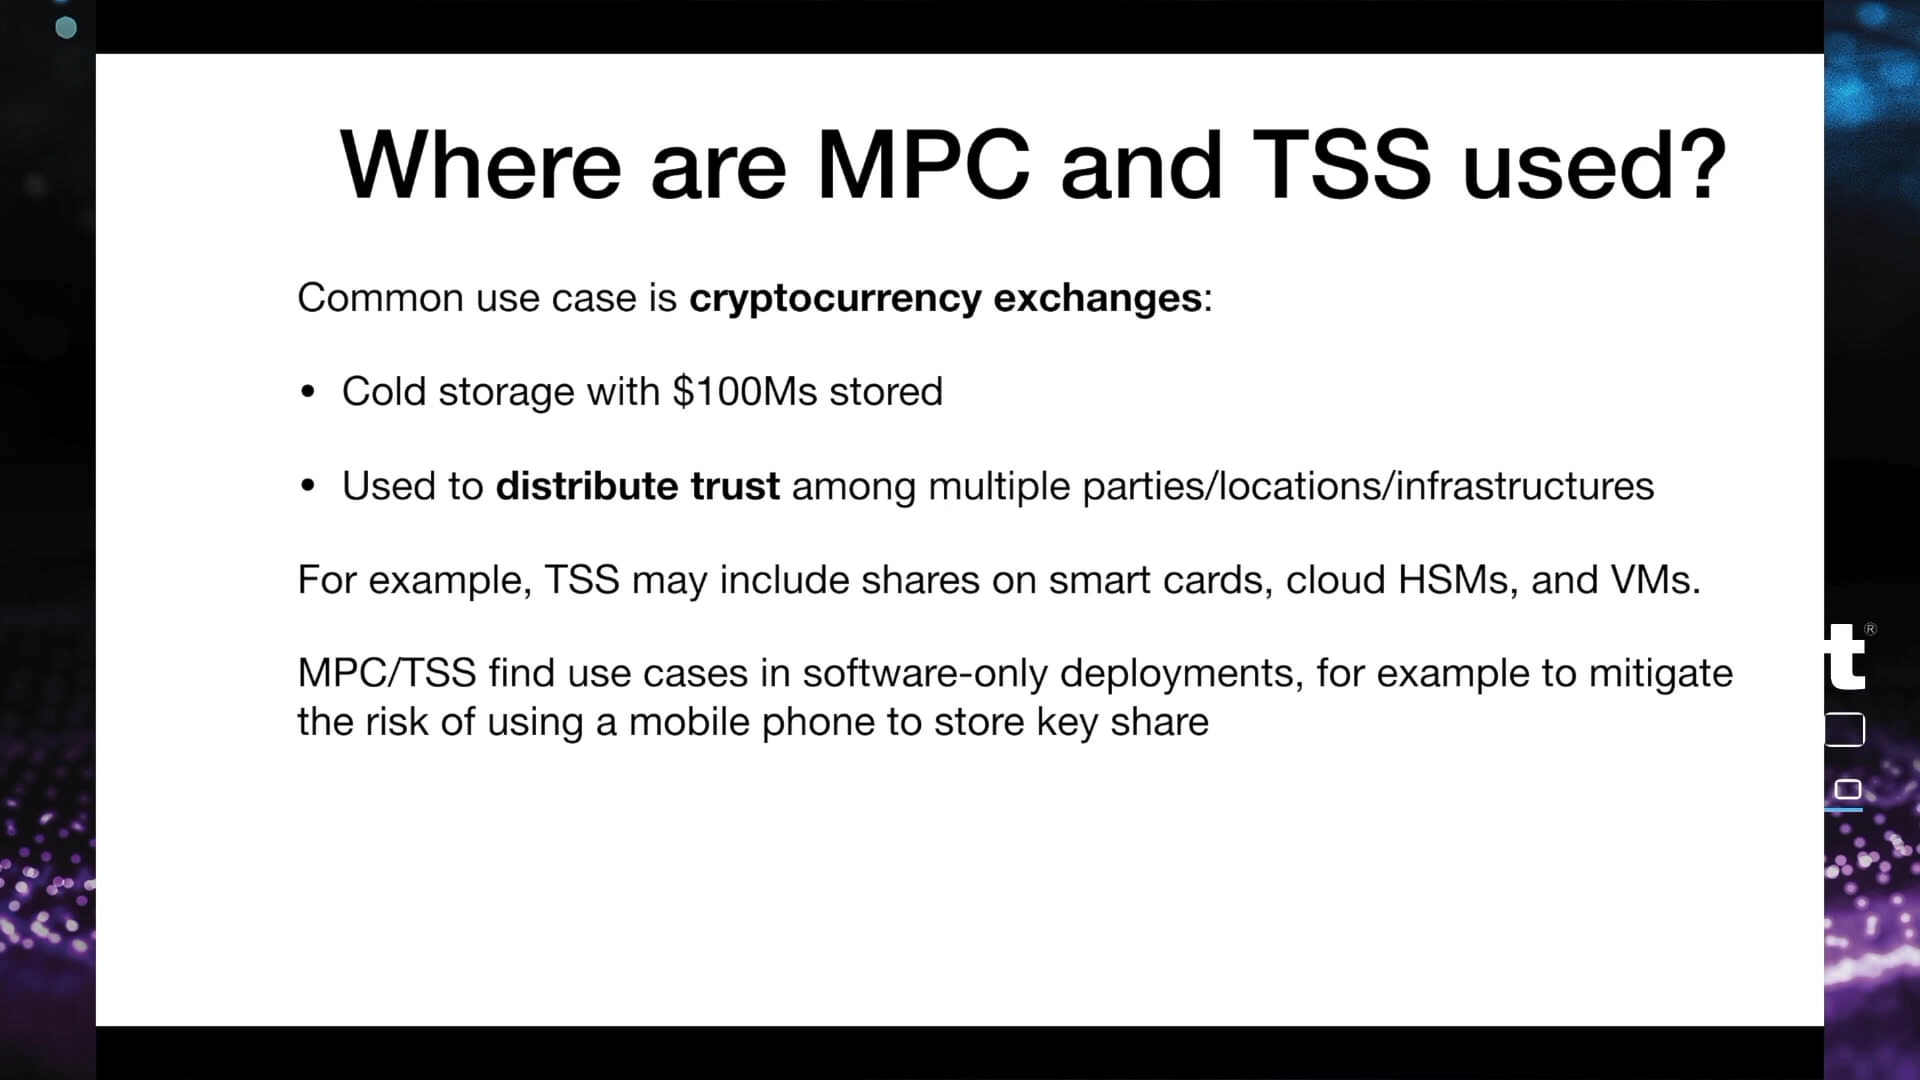 Where are MPC and TSS used?
Common use case is cryptocurrency exchanges:
• Cold storage with $100Ms stored
• Used to distribute trust among multiple parties/locations/infrastructures
For example, TSS may include shares on smart cards, cloud HSMs, and VMs.
MPC/TSS find use cases in software-only deployments, for example to mitigate
the risk of using a mobile phone to store key share
t®